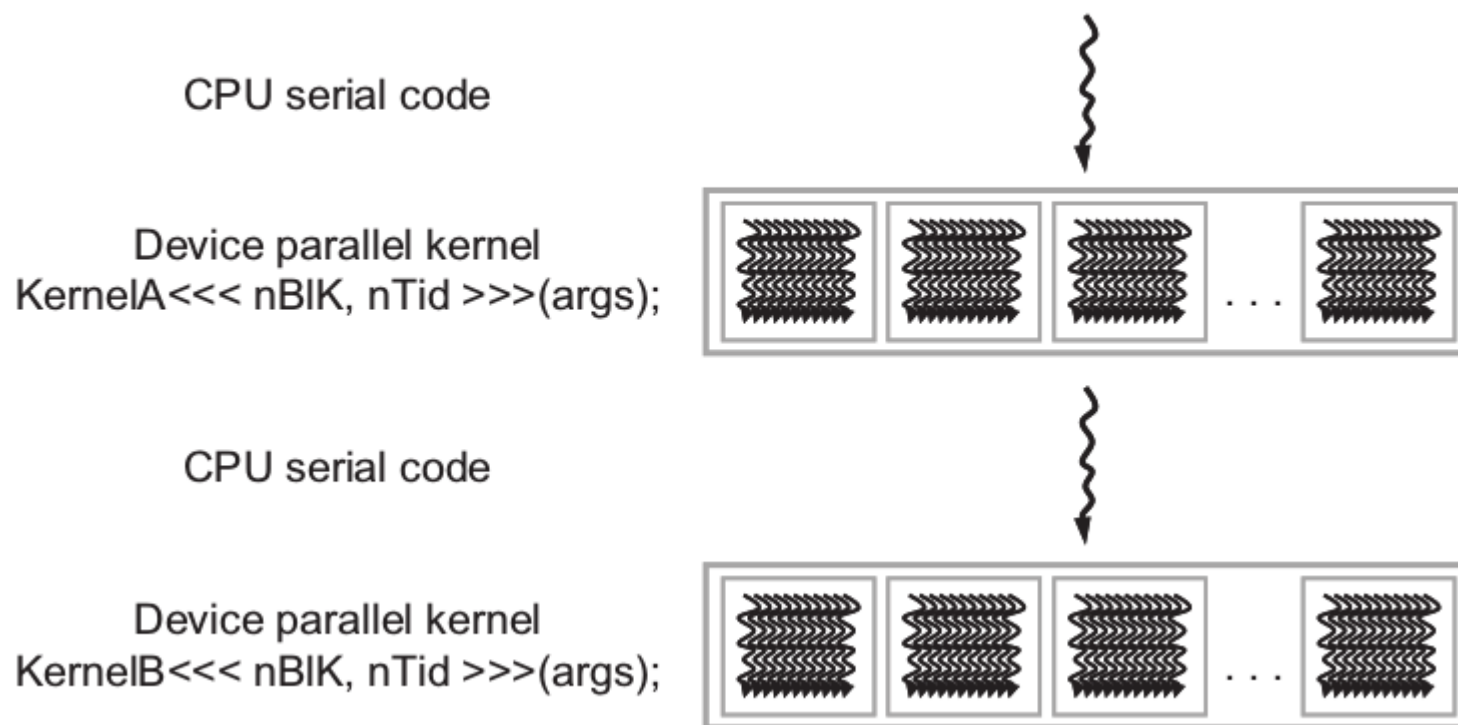 CPU serial code
Device parallel kernel
KernelA<<< nBlK, nTid >>>(args);
. . .
CPU serial code
Device parallel kernel
KernelB<<< nBlK, nTid >>>(args);
. . .